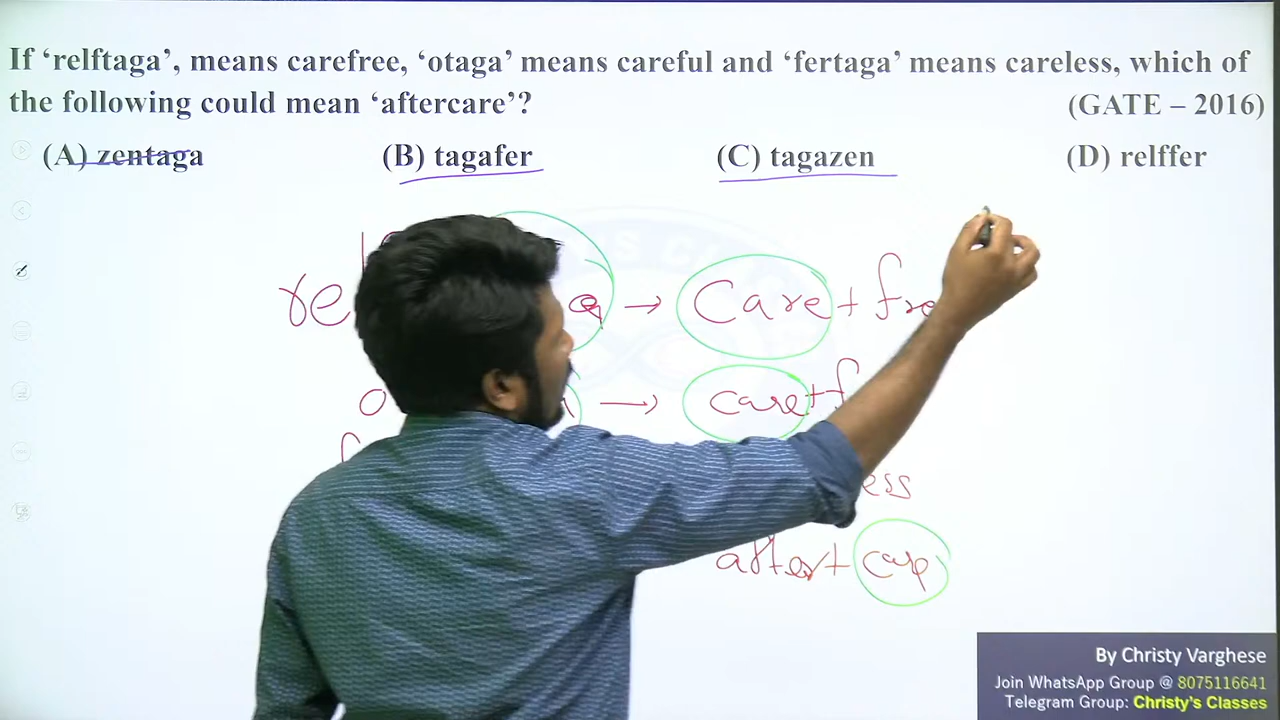 If ‘relftaga’, means carefree, ‘otaga’ means careful and ‘fertaga’ means careless, which of
the following could mean ‘aftercare’? (GATE – 2016)
(A) zentaga (B) tagafer (C) tagazen (D) relffer
re → Care + fre
o → care + f
ess
after + care
By Christy Varghese
Join WhatsApp Group @ 8075116641
Telegram Group: Christy's Classes